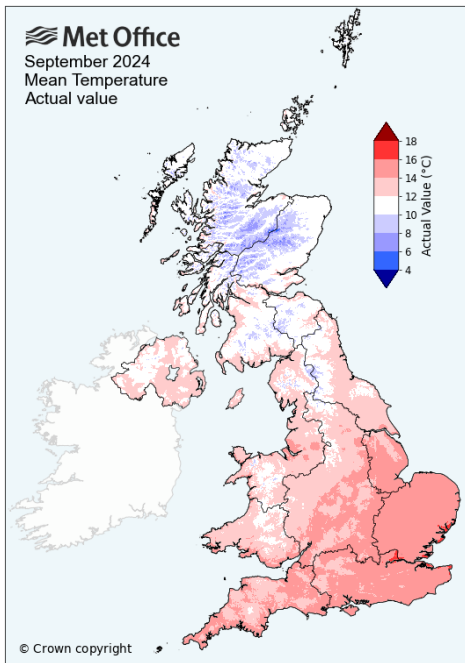 Met Office
September 2024
Mean Temperature
Actual value
18
16
14
12
10
8
6
4
Actual Value (°C)
© Crown copyright